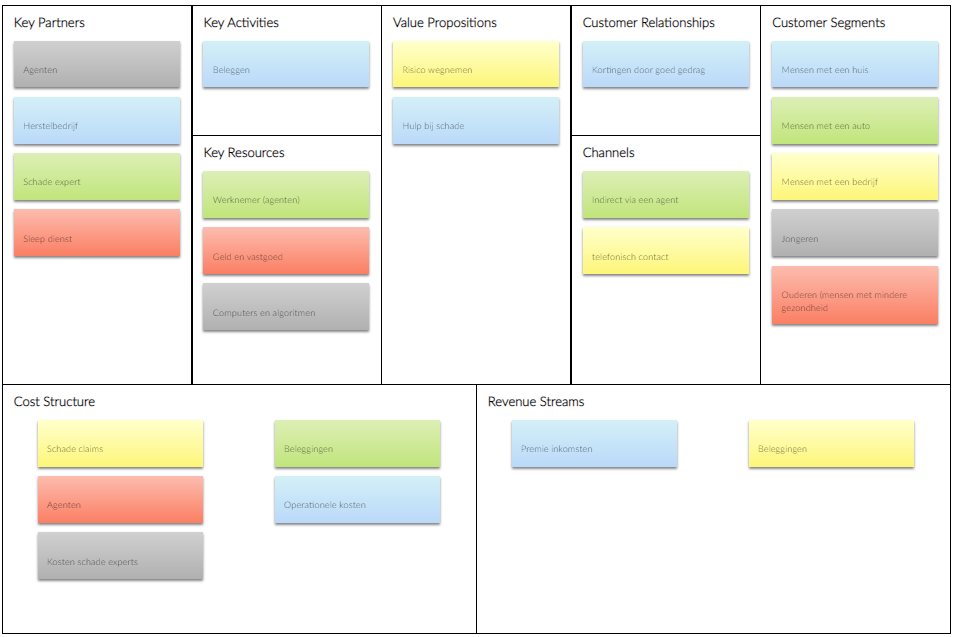 Key Partners
Agenten
Herstelbedrijf
Schade expert
Sleep dienst
Key Activities
Beleggen
Key Resources
Werknemer (agenten)
Geld en vastgoed
Computers en algoritmen
Value Propositions
Risico wegnemen
Hulp bij schade
Customer Relationships
Kortingen door goed gedrag
Channels
Indirect via een agent
telefonisch contact
Customer Segments
Mensen met een huis
Mensen met een auto
Mensen met een bedrijf
Jongeren
Ouderen (mensen met mindere
gezondheid
Cost Structure
Schade claims
Agenten
Kosten schade experts
Beleggingen
Operationele kosten
Revenue Streams
Premie inkomsten
Beleggingen